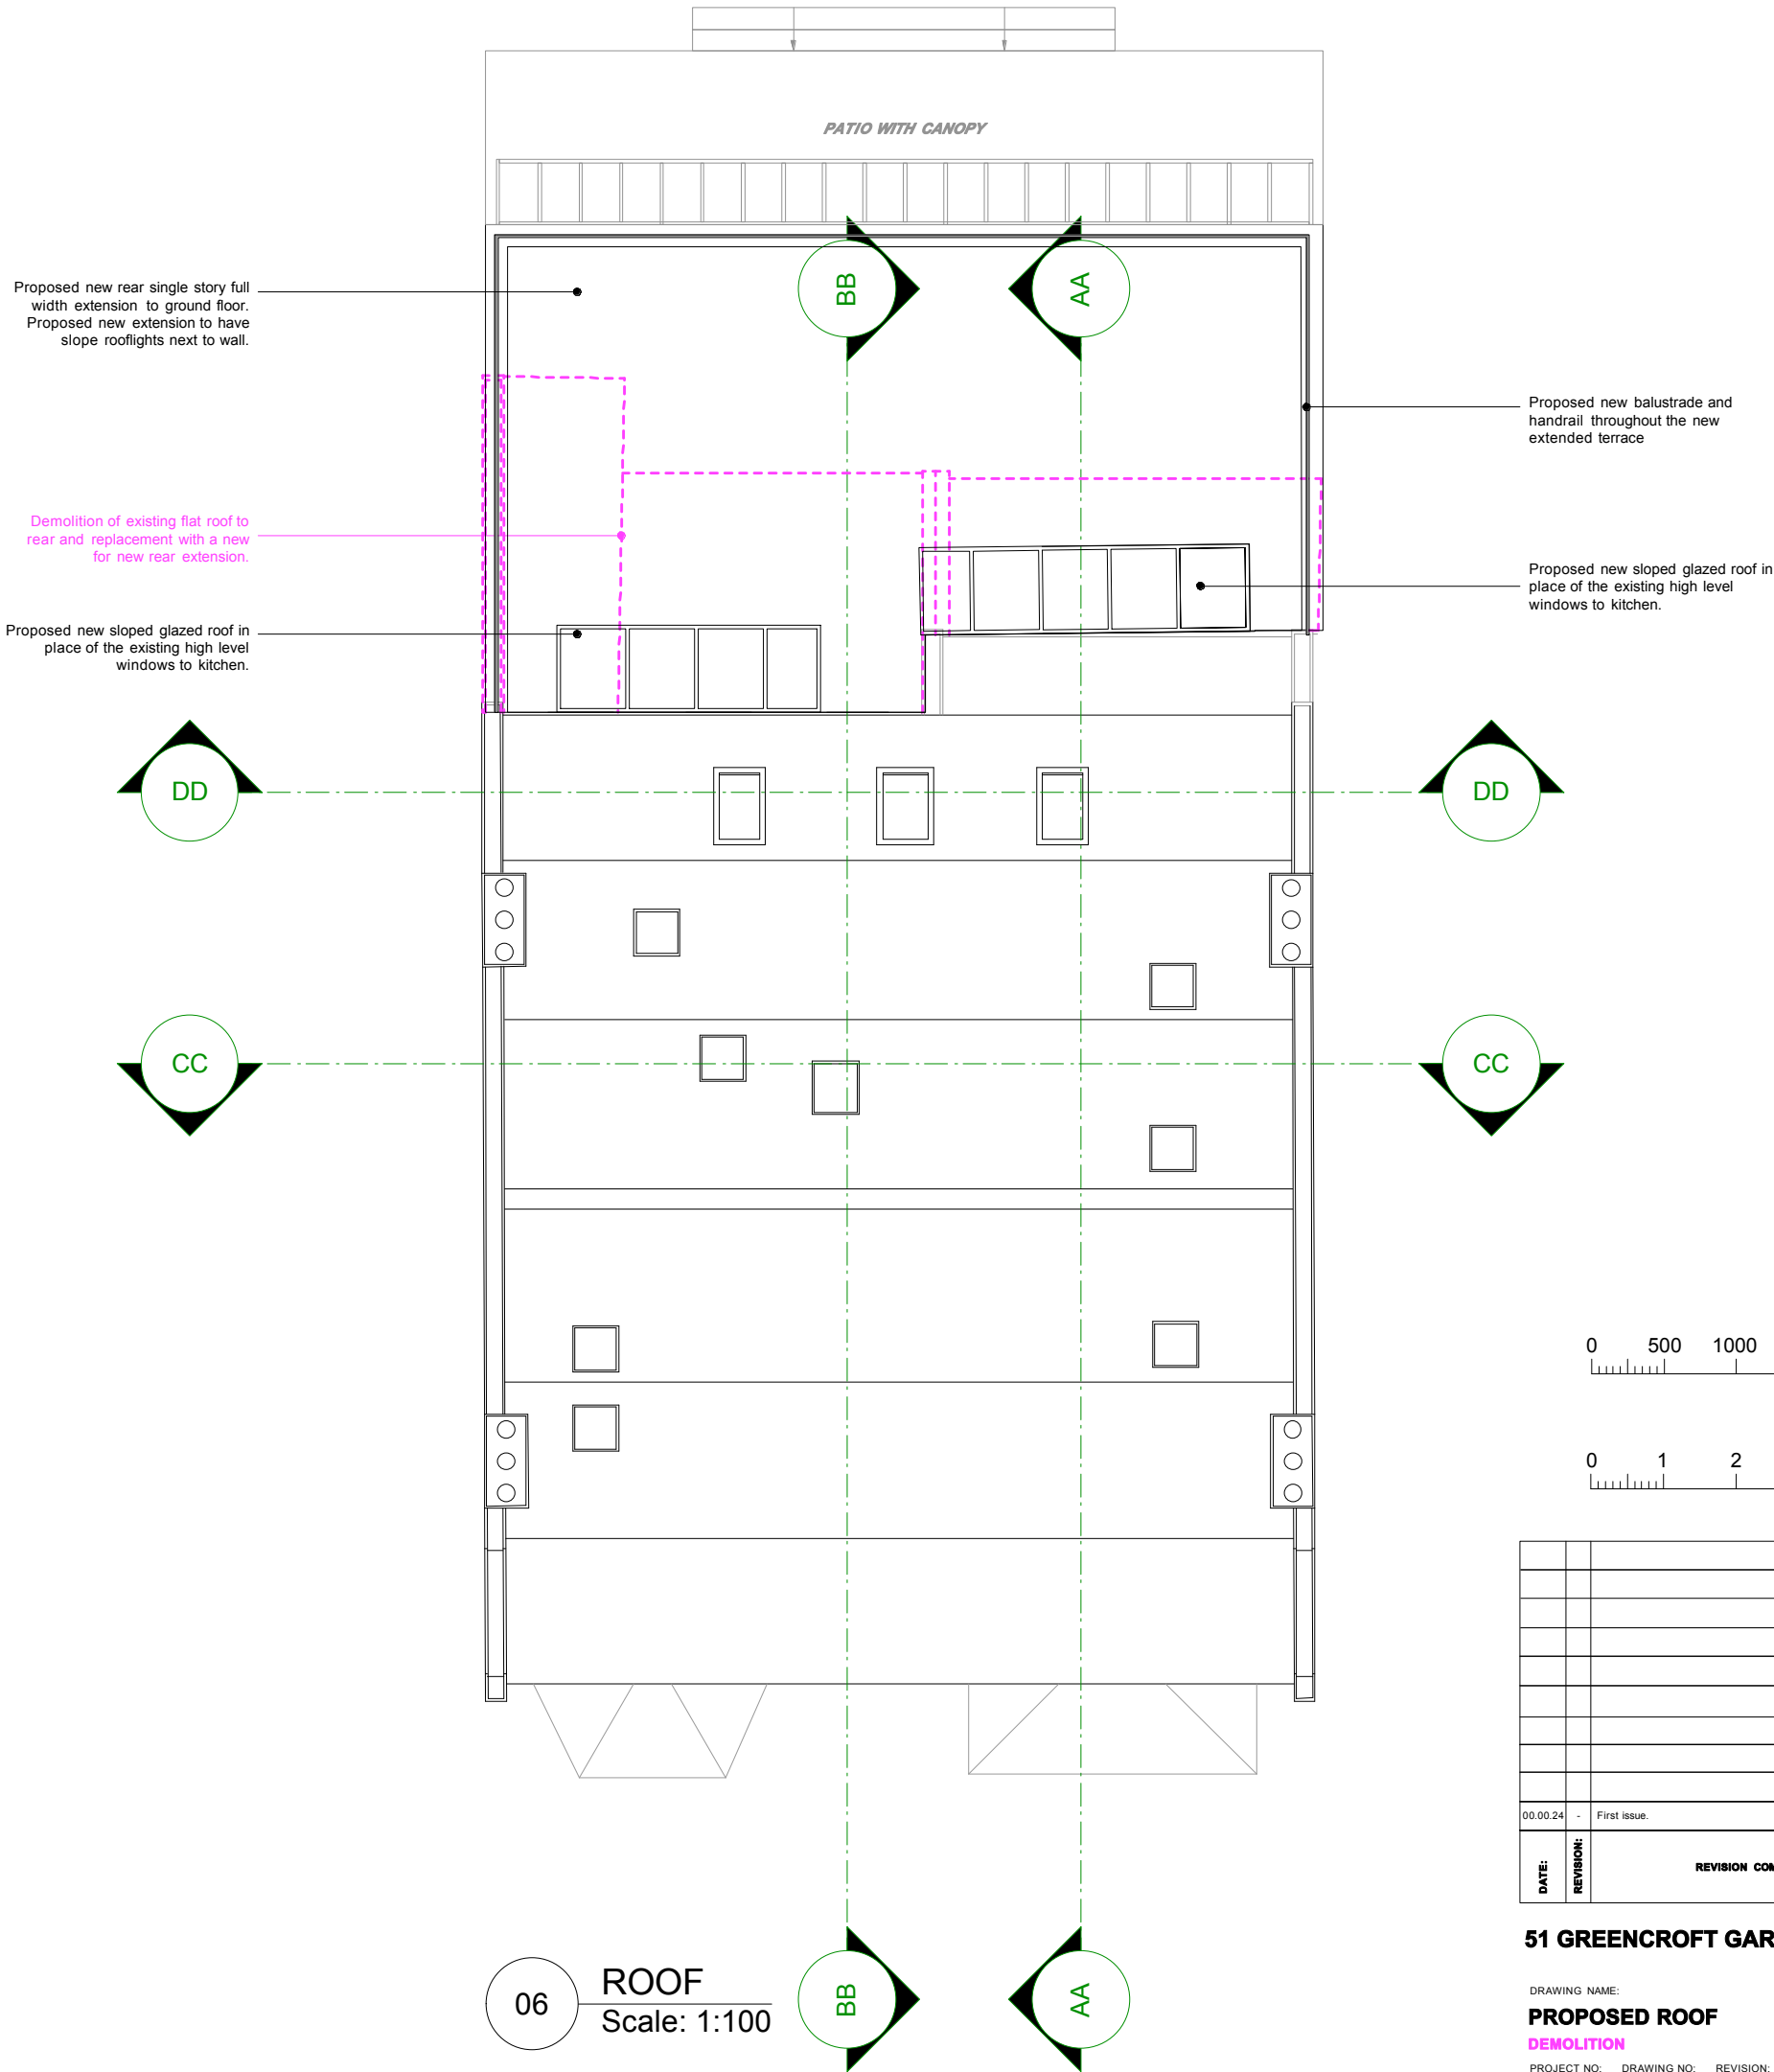 PATIO WITH CANOPY
BB
AA
Proposed new rear single story full
width extension to ground floor.
Proposed new extension to have
slope rooflights next to wall.
Proposed new balustrade and
handrail throughout the new
extended terrace
Demolition of existing flat roof to
rear and replacement with a new
for new rear extension.
Proposed new sloped glazed roof in
place of the existing high level
windows to kitchen.
Proposed new sloped glazed roof in
place of the existing high level
windows to kitchen.
DD
DD
CC
CC
0 500 1000
0 1 2
00.00.24 - First issue.
DATE:
REVISION:
REVISION COM
51 GREENCROFT GAR
DRAWING NAME:
PROPOSED ROOF
DEMOLITION
PROJECT NO: DRAWING NO: REVISION:
06
ROOF
Scale: 1:100
BB
AA